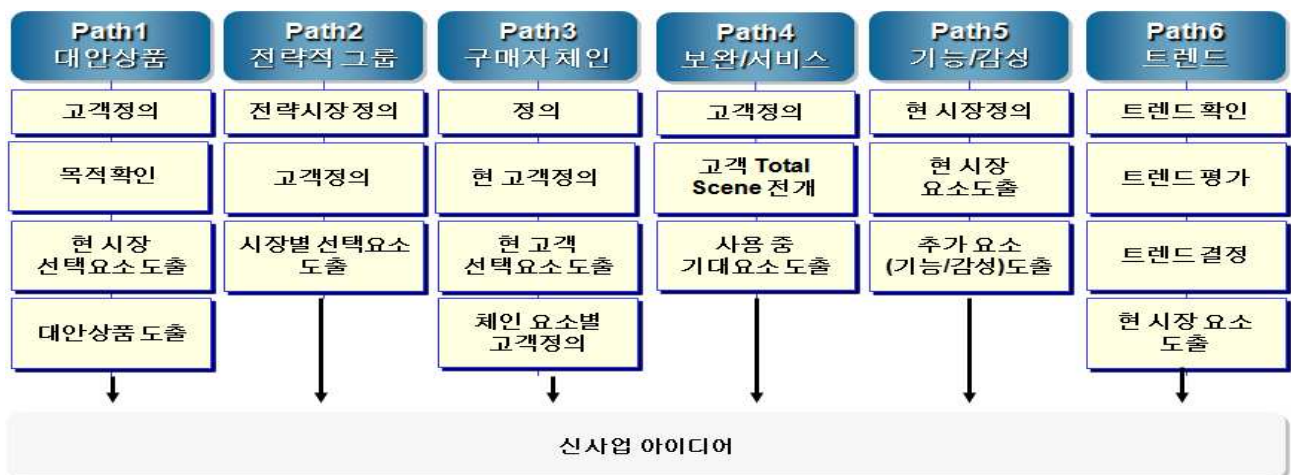 Path1
대안상품
고객정의
목적확인
현 시장
선택요소 도출
대안상품 도출
Path2
전략적 그룹
전략시장 정의
고객정의
시장별 선택요소
도출
Path3
구매자 체인
정의
현 고객정의
현 고객
선택요소 도출
체인 요소별
고객정의
Path4
보완/서비스
고객정의
고객 Total
Scene 전개
사용 중
기대요소 도출
Path5
기능/감성
현 시장정의
현 시장
요소도출
추가 요소
(기능/감성)도출
Path6
트렌드
트렌드 확인
트렌드 평가
트렌드 결정
현 시장 요소
도출
신사업 아이디어